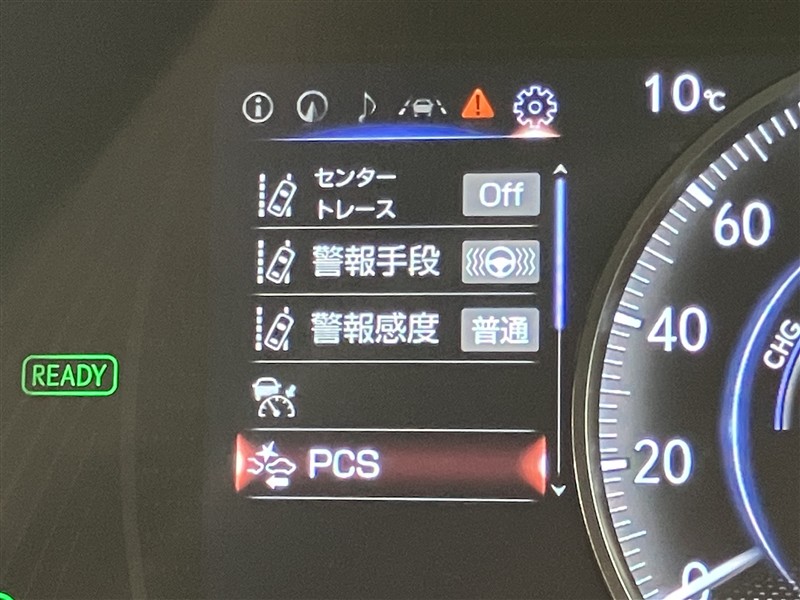 10℃
センター
トレース
Off
警報手段
警報感度
普通
READY
PCS
60
40
20
0
CHG